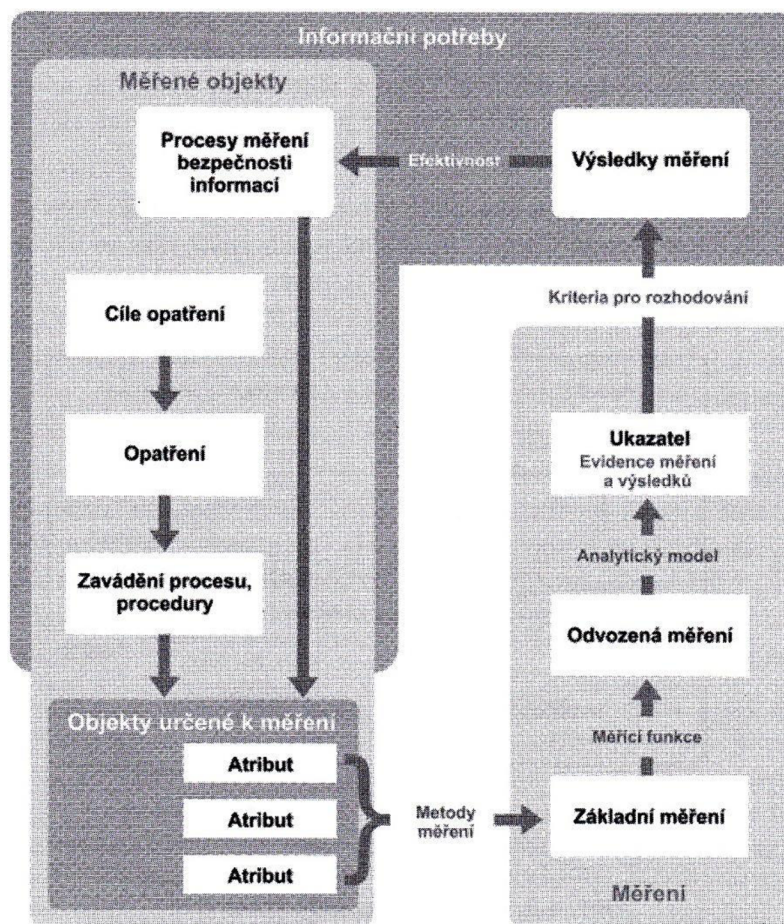 Informační potřeby
Měřené objekty
Procesy měření
bezpečnosti
informací
Efektivnost
Výsledky měření
Kriteria pro rozhodování
Cíle opatření
Opatření
Ukazatel
Evidence měření
a výsledků
Analytický model
Zavádění procesu,
procedury
Odvozená měření
Měřící funkce
Objekty určené k měření
Atribut
Atribut
Atribut
Metody
měření
Základní měření
Měření